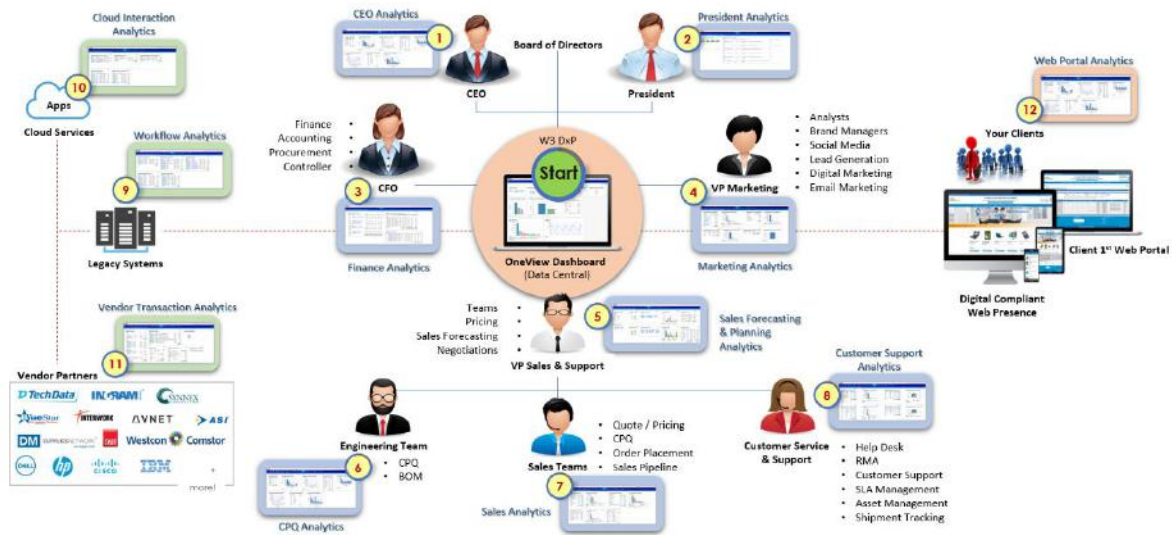 Cloud Interaction
Analytics
10
Apps
Cloud Services
Workflow Analytics
9
Legacy Systems
Vendor Transaction Analytics
11
Vendor Partners
TechData
INGRAM
SYNNEX
BlueStar
INTERWORK
AVNET
ASI
DM
SUPPLIES NETWORK
D&H
Westcon
Comstor
DELL
hp
CISCO
IBM
+
more!
CEO Analytics
1
CEO
Board of Directors
President Analytics
2
President
Finance
Accounting
Procurement
Controller
3
CFO
Finance Analytics
W3 DxP
Start
OneView Dashboard
(Data Central)
Analysts
Brand Managers
Social Media
Lead Generation
Digital Marketing
Email Marketing
VP Marketing
4
Marketing Analytics
Web Portal Analytics
12
Your Clients
Client 1st Web Portal
Digital Compliant
Web Presence
Teams
Pricing
Sales Forecasting
Negotiations
5
VP Sales & Support
Sales Forecasting
& Planning
Analytics
Engineering Team
CPQ
BOM
6
CPQ Analytics
Sales Teams
Quote / Pricing
CPQ
Order Placement
Sales Pipeline
7
Sales Analytics
Customer Support
Analytics
8
Customer Service
& Support
Help Desk
RMA
Customer Support
SLA Management
Asset Management
Shipment Tracking